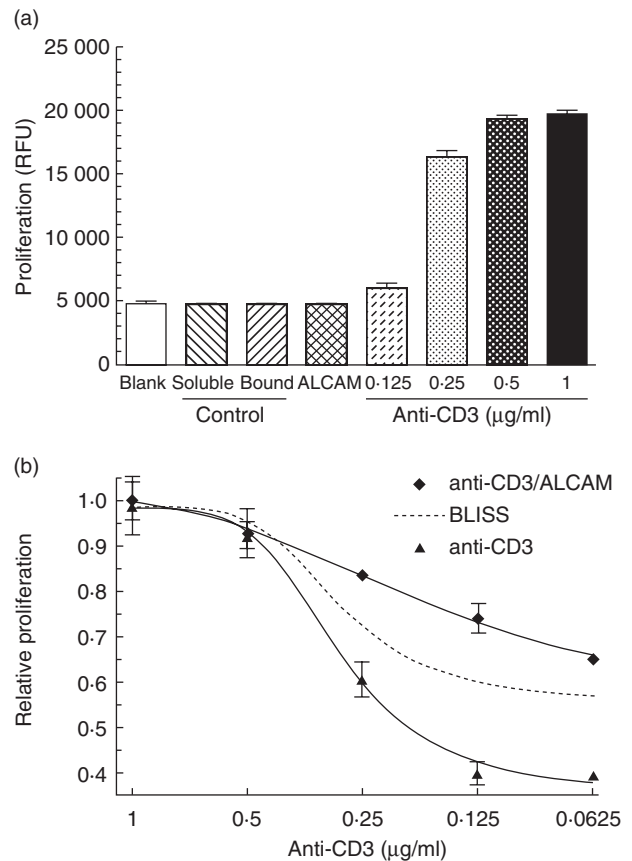 (a)
25 000
20 000
15 000
10 000
5 000
0
Proliferation (RFU)
Blank Soluble Bound ALCAM 0·125 0·25 0·5 1
Control Anti-CD3 (μg/ml)
(b)
anti-CD3/ALCAM
BLISS
anti-CD3
1·0
0·9
0·8
0·7
0·6
0·5
0·4
Relative proliferation
1 0·5 0·25 0·125 0·0625
Anti-CD3 (μg/ml)